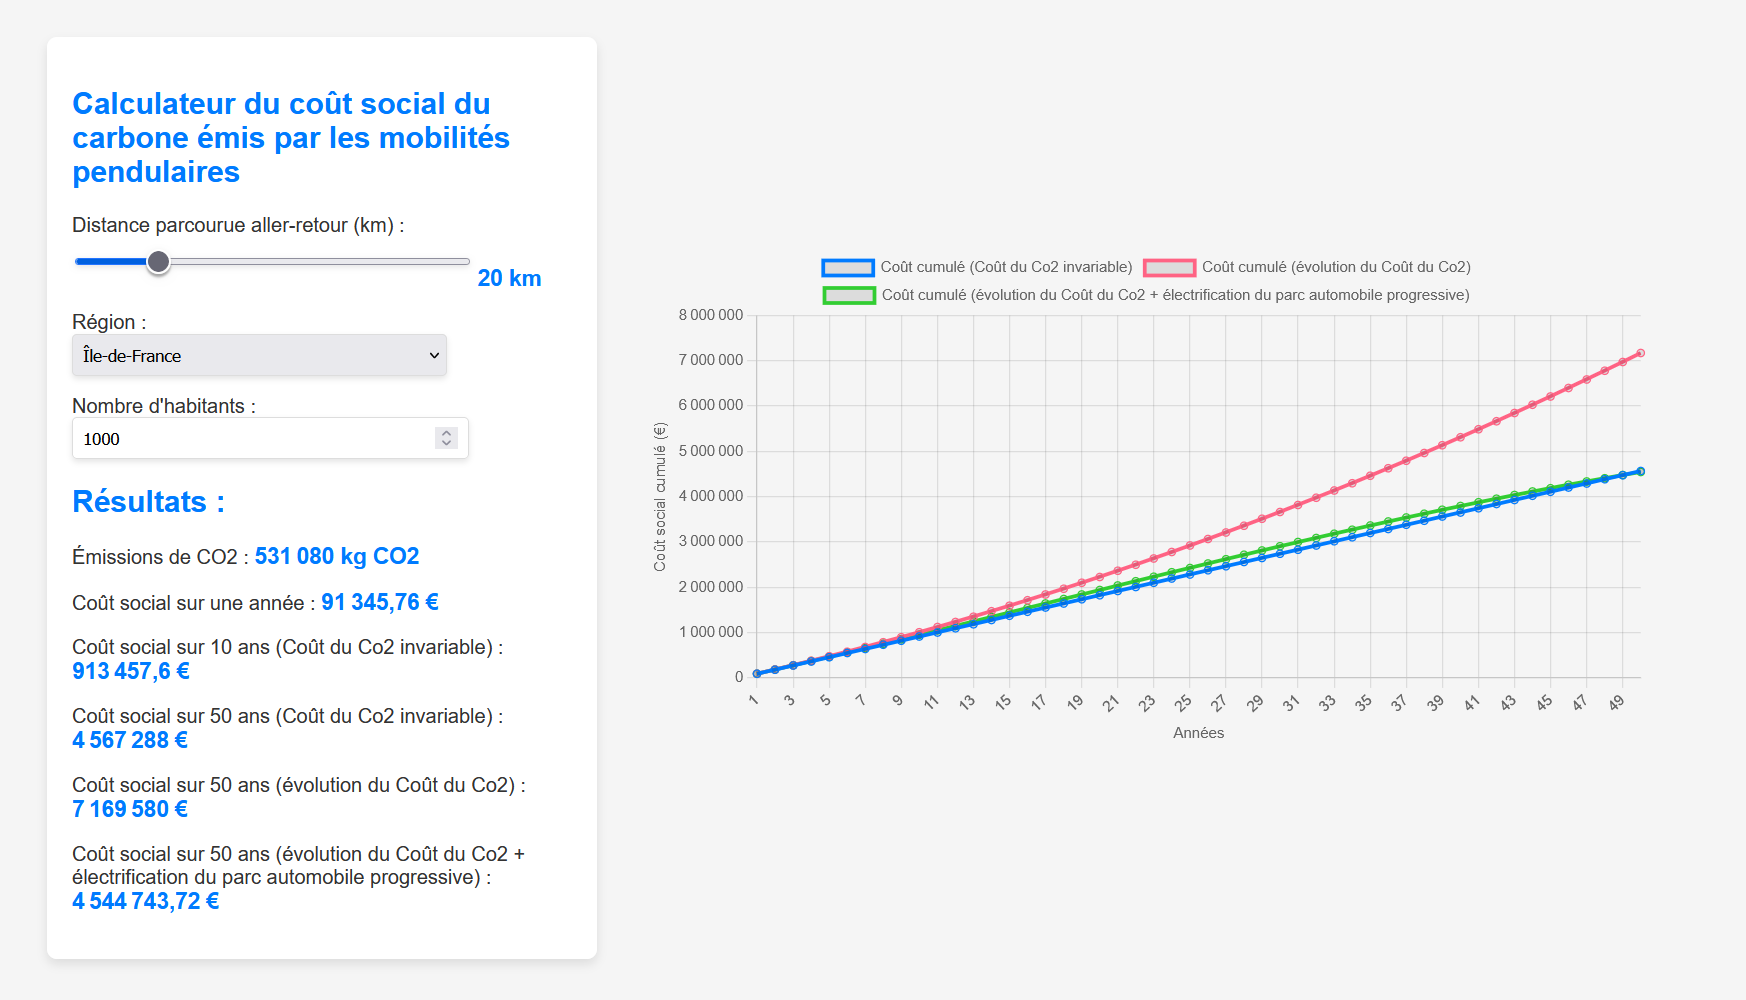 Calculateur du coût social du
carbone émis par les mobilités
pendulaires
Distance parcourue aller-retour (km) :
20 km
Région :
Île-de-France
Nombre d'habitants :
1000
Résultats :
Émissions de CO2 : 531 080 kg CO2
Coût social sur une année : 91 345,76 €
Coût social sur 10 ans (Coût du Co2 invariable) :
913 457,6 €
Coût social sur 50 ans (Coût du Co2 invariable) :
4 567 288 €
Coût social sur 50 ans (évolution du Coût du Co2) :
7 169 580 €
Coût social sur 50 ans (évolution du Coût du Co2 +
électrification du parc automobile progressive) :
4 544 743,72 €
Coût cumulé (Coût du Co2 invariable) Coût cumulé (évolution du Coût du Co2)
Coût cumulé (évolution du Coût du Co2 + électrification du parc automobile progressive)
Coût social cumulé (€)
8 000 000
7 000 000
6 000 000
5 000 000
4 000 000
3 000 000
2 000 000
1 000 000
0
1 3 5 7 9 11 13 15 17 19 21 23 25 27 29 31 33 35 37 39 41 43 45 47 49
Années